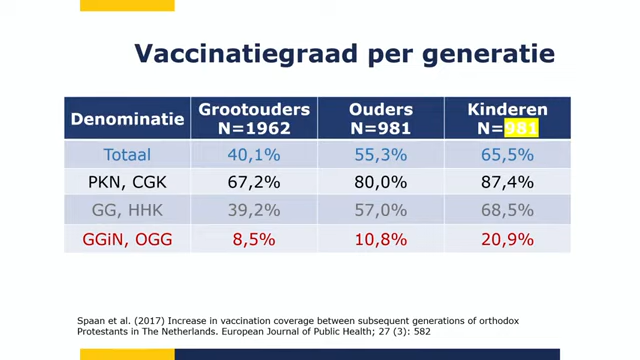 Vaccinatiegraad per generatie
Denominatie Grootouders N=1962 Ouders N=981 Kinderen N=981
Totaal 40,1% 55,3% 65,5%
PKN, CGK 67,2% 80,0% 87,4%
GG, HHK 39,2% 57,0% 68,5%
GGiN, OGG 8,5% 10,8% 20,9%
Spaan et al. (2017) Increase in vaccination coverage between subsequent generations of orthodox
Protestants in The Netherlands. European Journal of Public Health; 27 (3): 582